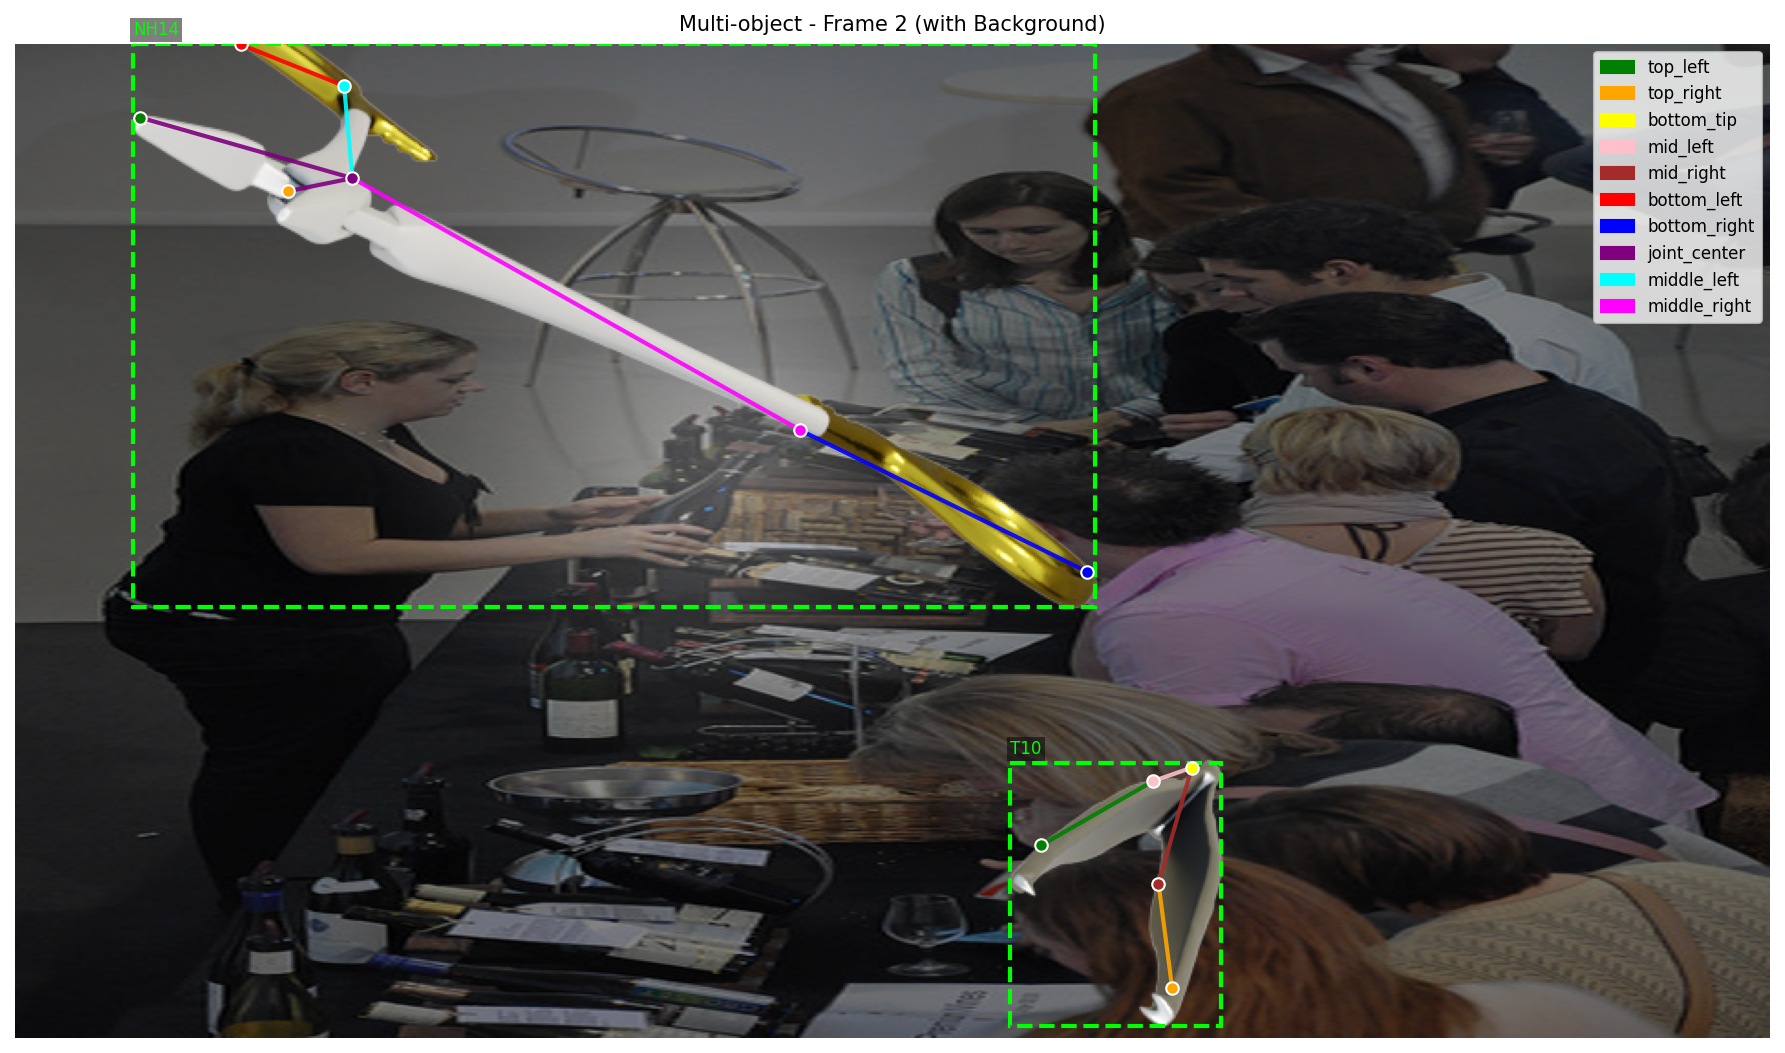 Multi-object - Frame 2 (with Background)
NH14
top_left
top_right
bottom_tip
mid_left
mid_right
bottom_left
bottom_right
joint_center
middle_left
middle_right
T10